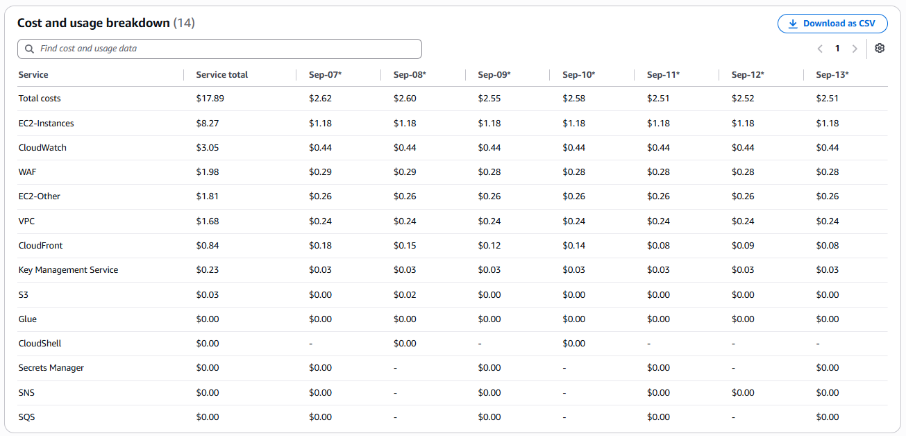 Cost and usage breakdown (14)
Download as CSV
Find cost and usage data
1
Service Service total Sep-07* Sep-08* Sep-09* Sep-10* Sep-11* Sep-12* Sep-13*
Total costs $17.89 $2.62 $2.60 $2.55 $2.58 $2.51 $2.52 $2.51
EC2-Instances $8.27 $1.18 $1.18 $1.18 $1.18 $1.18 $1.18 $1.18
CloudWatch $3.05 $0.44 $0.44 $0.44 $0.44 $0.44 $0.44 $0.44
WAF $1.98 $0.29 $0.29 $0.28 $0.28 $0.28 $0.28 $0.28
EC2-Other $1.81 $0.26 $0.26 $0.26 $0.26 $0.26 $0.26 $0.26
VPC $1.68 $0.24 $0.24 $0.24 $0.24 $0.24 $0.24 $0.24
CloudFront $0.84 $0.18 $0.15 $0.12 $0.14 $0.08 $0.09 $0.08
Key Management Service $0.23 $0.03 $0.03 $0.03 $0.03 $0.03 $0.03 $0.03
S3 $0.03 $0.00 $0.02 $0.00 $0.00 $0.00 $0.00 $0.00
Glue $0.00 $0.00 $0.00 $0.00 $0.00 $0.00 $0.00 $0.00
CloudShell $0.00 - $0.00 - $0.00 - - -
Secrets Manager $0.00 $0.00 - $0.00 - $0.00 - $0.00
SNS $0.00 $0.00 - $0.00 - $0.00 $0.00 $0.00
SQS $0.00 $0.00 - $0.00 - $0.00 - $0.00